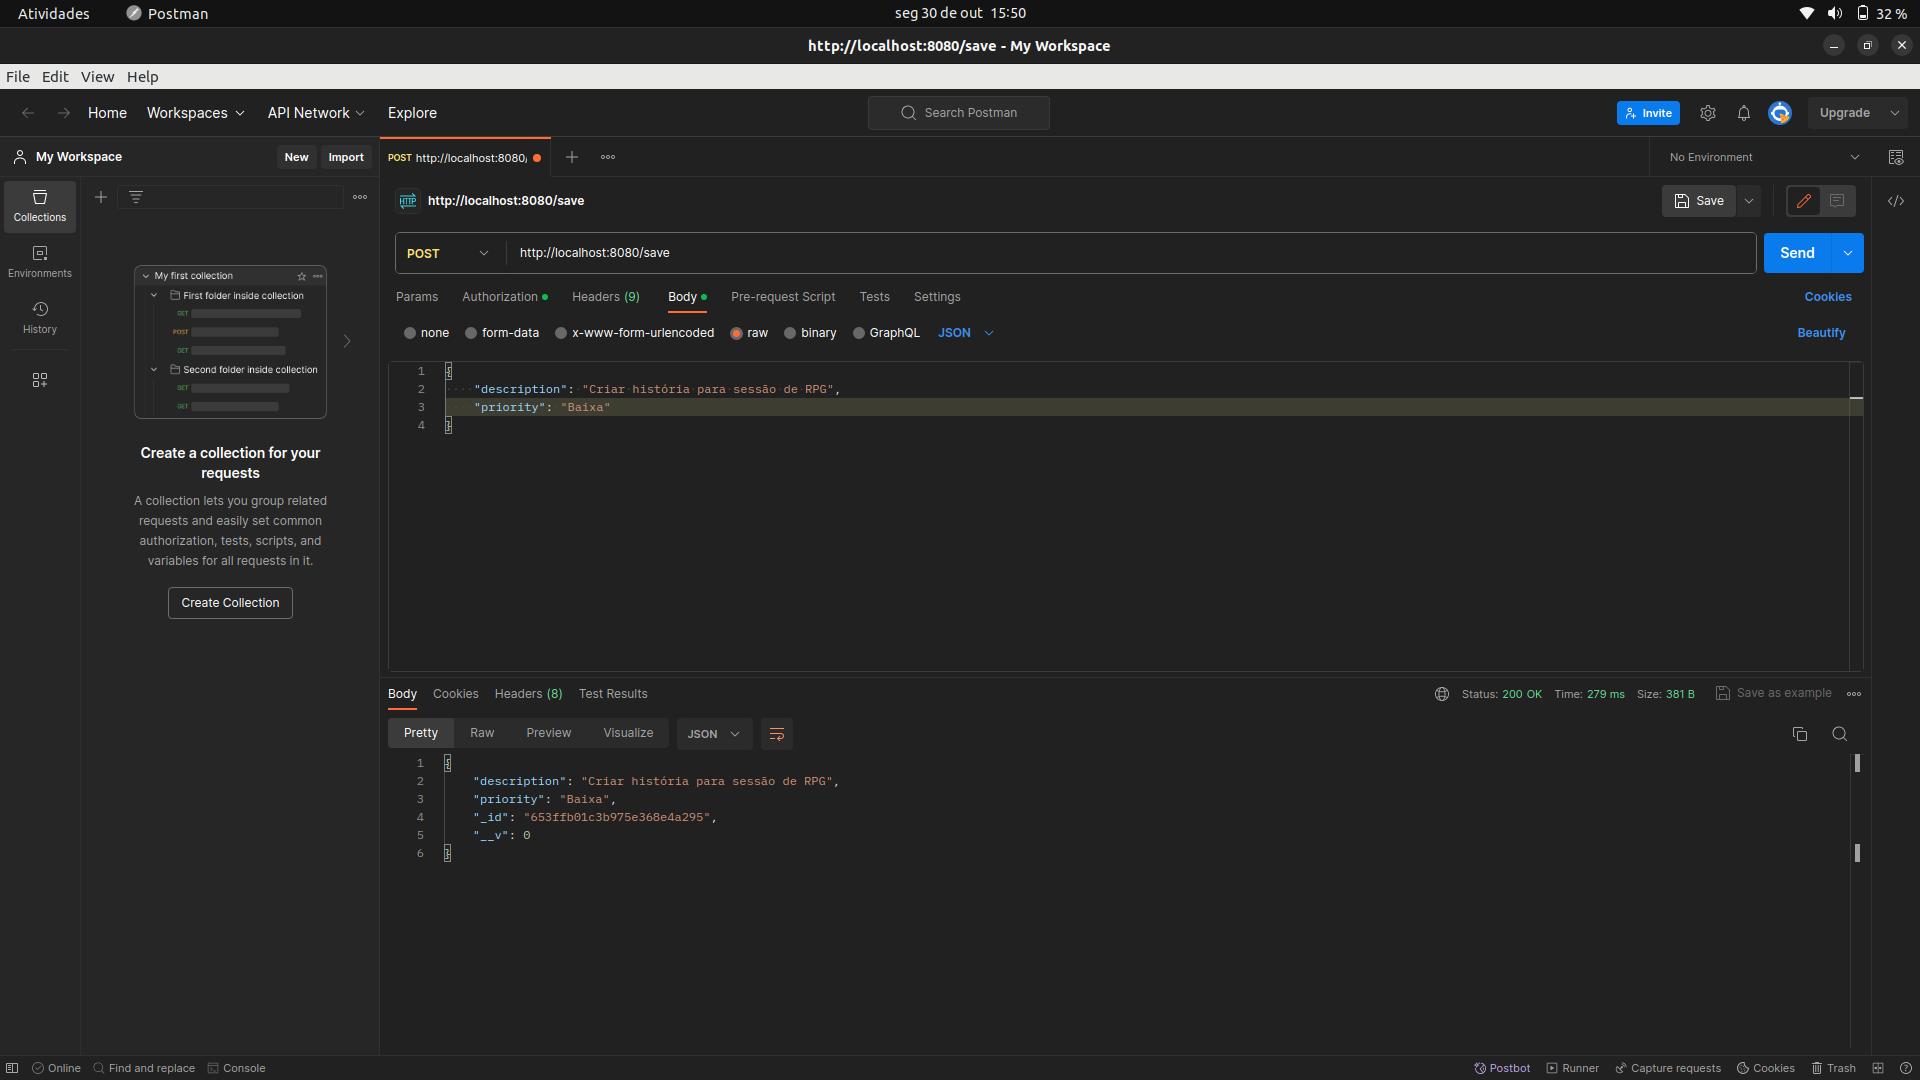 Atividades
Postman
seg 30 de out 15:50
32 %
http://localhost:8080/save - My Workspace
File Edit View Help
Home Workspaces API Network Explore
Search Postman
Invite
Upgrade
My Workspace
New Import
POST http://localhost:8080/
No Environment
Collections
Environments
History
My first collection
First folder inside collection
GET
POST
GET
Second folder inside collection
GET
GET
Create a collection for your
requests
A collection lets you group related
requests and easily set common
authorization, tests, scripts, and
variables for all requests in it.
Create Collection
HTTP http://localhost:8080/save
Save
POST http://localhost:8080/save
Send
Params Authorization Headers (9) Body Pre-request Script Tests Settings
Cookies
none form-data x-www-form-urlencoded raw binary GraphQL JSON
Beautify
1 {
2 "description": "Criar história para sessão de RPG",
3 "priority": "Baixa"
4 }
Body Cookies Headers (8) Test Results
Status: 200 OK Time: 279 ms Size: 381 B Save as example
Pretty Raw Preview Visualize JSON
1 {
2 "description": "Criar história para sessão de RPG",
3 "priority": "Baixa",
4 "_id": "653ffb01c3b975e368e4a295",
5 "__v": 0
6 }
Online Find and replace Console
Postbot Runner Capture requests Cookies Trash